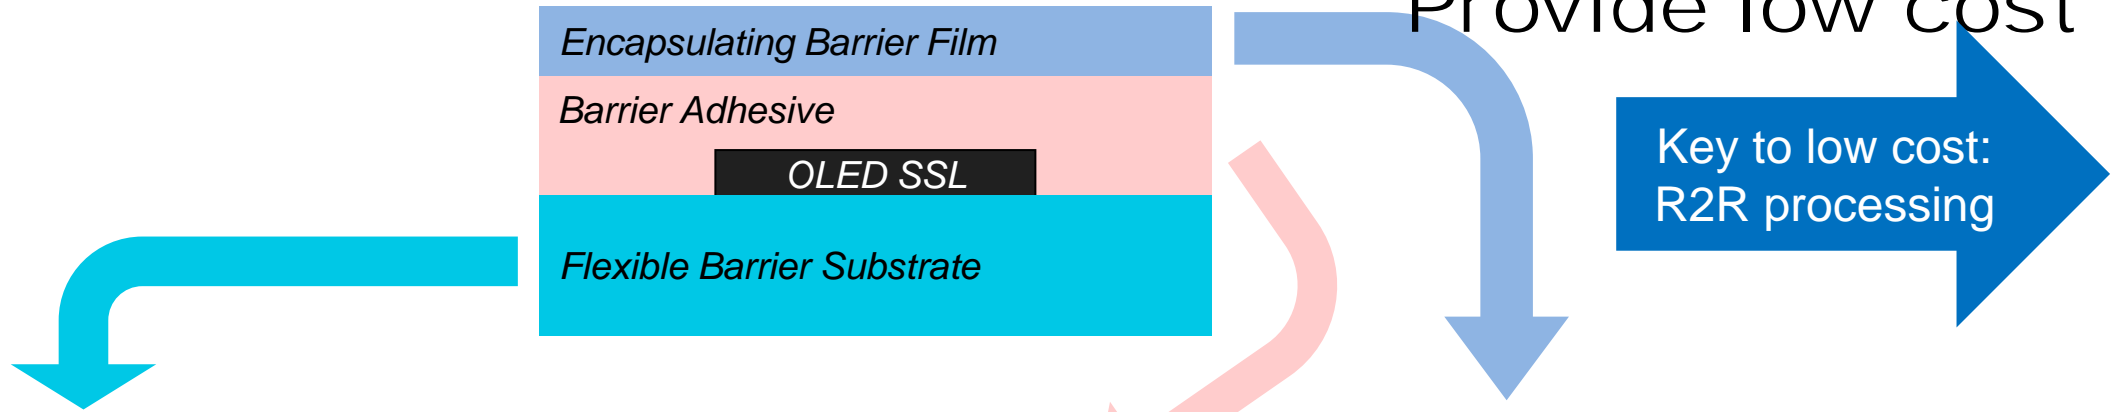 Provide low cost
Encapsulating Barrier Film
Barrier Adhesive
OLED SSL
Flexible Barrier Substrate
Key to low cost:
R2R processing